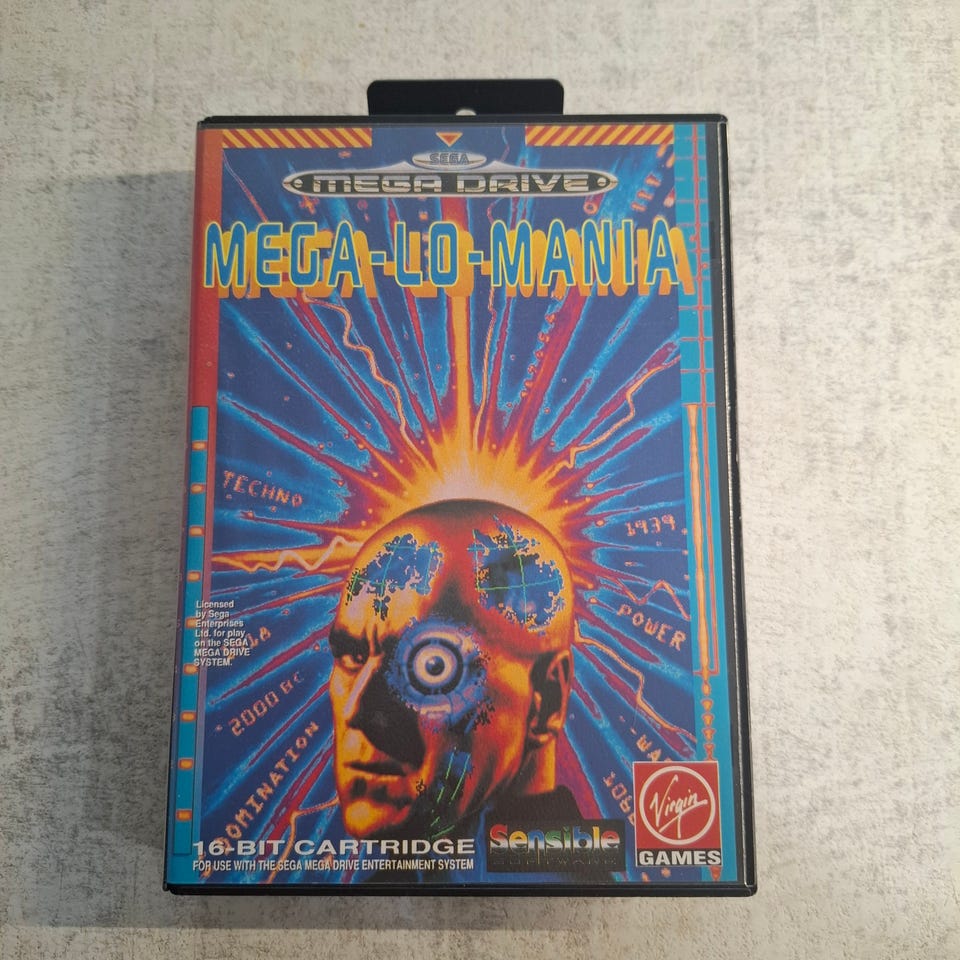 SEGA
MEGA DRIVE
MEGA-LO-MANIA
TECHNO
1939
POWER
Licensed
by Sega
Enterprises
Ltd. for play
on the SEGA
MEGA DRIVE
SYSTEM.
2000 BC
DOMINATION
Virgin
GAMES
Sensible
SOFTWARE
16-BIT CARTRIDGE
FOR USE WITH THE SEGA MEGA DRIVE ENTERTAINMENT SYSTEM